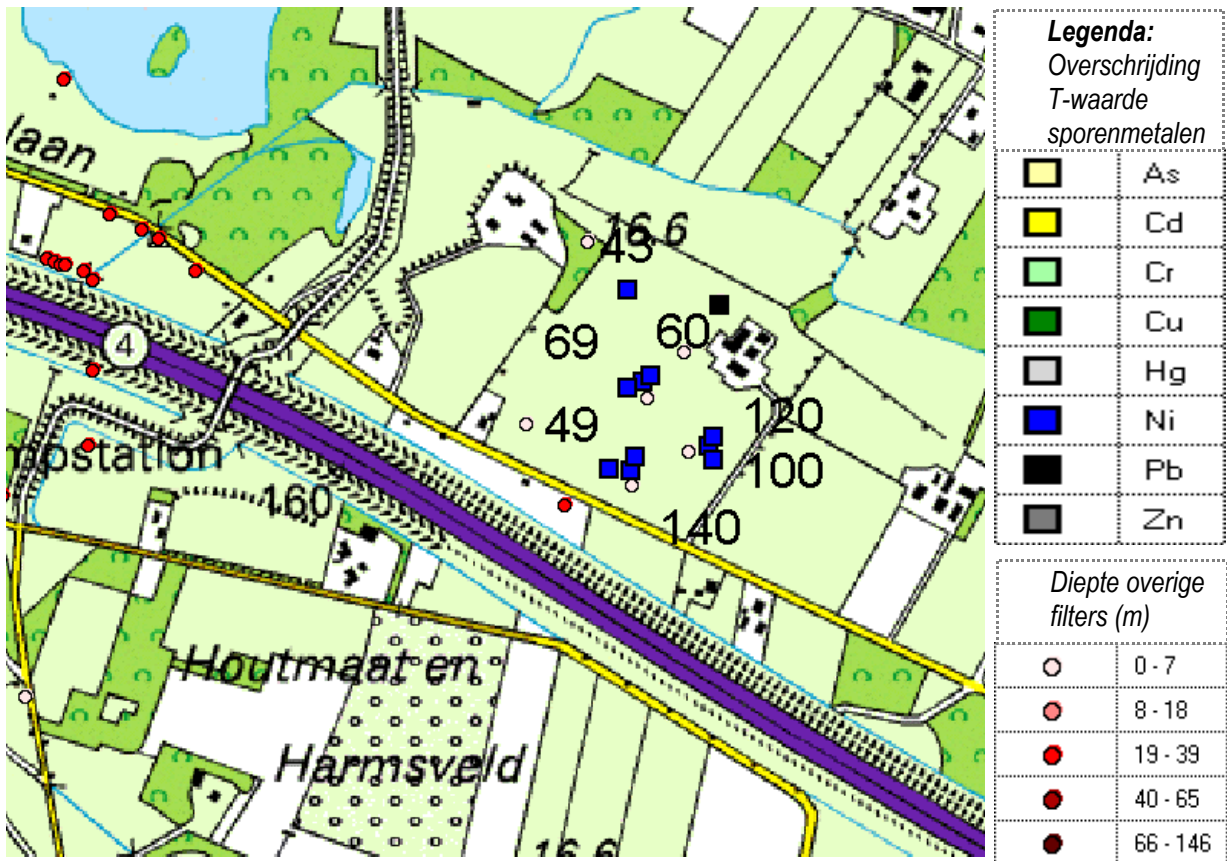 laan
16.6
43
69
60
4
49
120
mpstation
100
160
140
Houtmaat en
Harmsveld
16.6
Legenda:
Overschrijding
T-waarde
sporenmetalen
As
Cd
Cr
Cu
Hg
Ni
Pb
Zn
Diepte overige
filters (m)
0 - 7
8 - 18
19 - 39
40 - 65
66 - 146